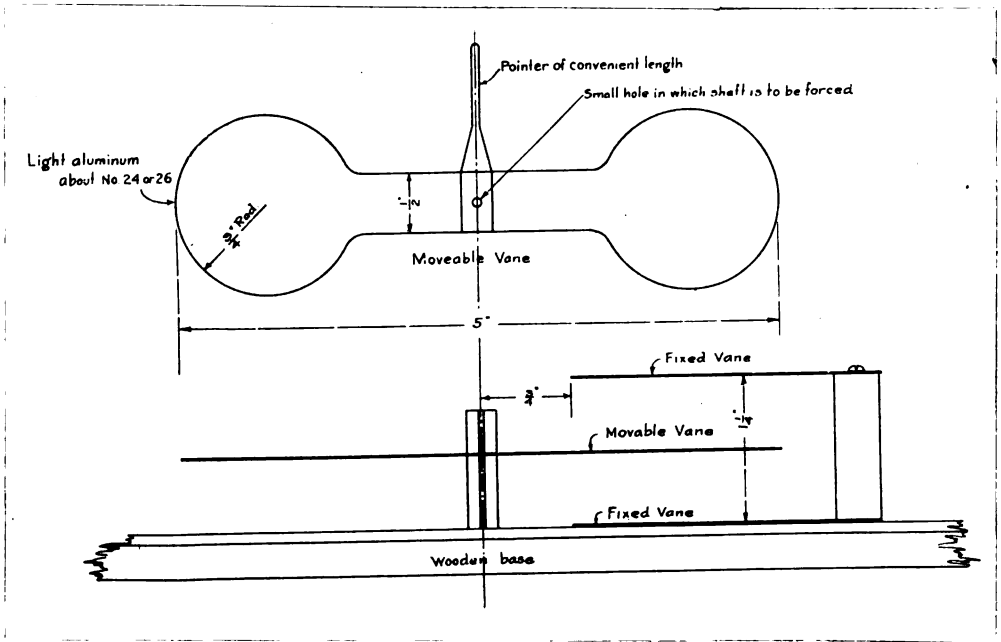 Pointer of convenient length
Small hole in which shaft is to be forced
Light aluminum
about No. 24 or 26
3/4" Rad.
1/2"
Moveable Vane
5"
Fixed Vane
3/4"
1 1/4"
Movable Vane
Fixed Vane
Wooden base